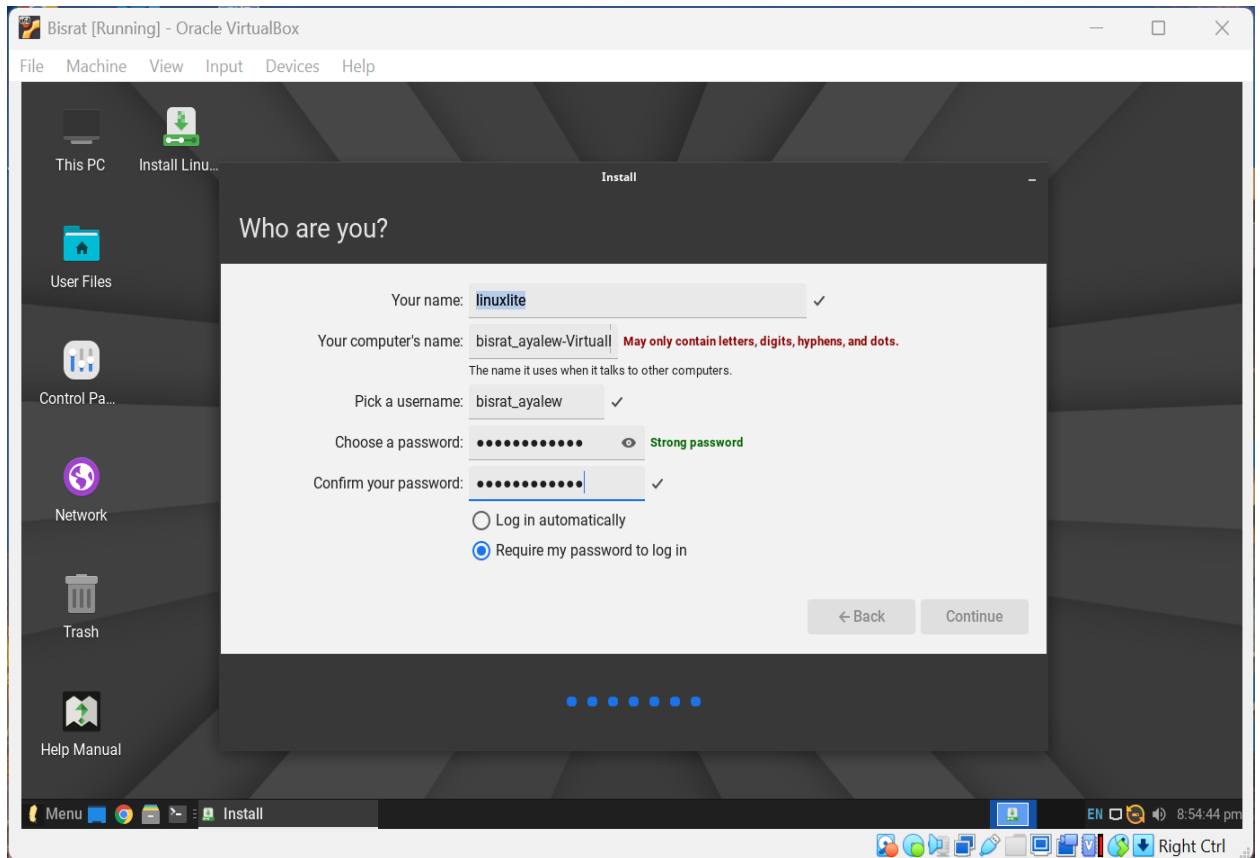 Bisrat [Running] - Oracle VirtualBox
File Machine View Input Devices Help
This PC
Install Linu...
Install
Who are you?
User Files
Your name: linuxlite
Your computer's name: bisrat_ayalew-Virtuall May only contain letters, digits, hyphens, and dots.
The name it uses when it talks to other computers.
Control Pa...
Pick a username: bisrat_ayalew
Choose a password: ●●●●●●●●●●●● Strong password
Confirm your password: ●●●●●●●●●●●●
Network
Log in automatically
Require my password to log in
Back Continue
Trash
Help Manual
Menu Install EN 8:54:44 pm
Right Ctrl